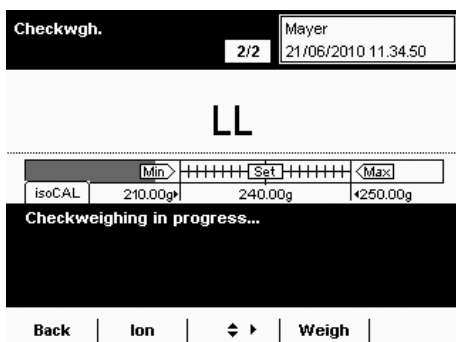 Checkwgh.
2/2
Mayer
21/06/2010 11.34.50
LL
Min Set Max
isoCAL 210.00g 240.00g 250.00g
Checkweighing in progress...
Back Ion Weigh